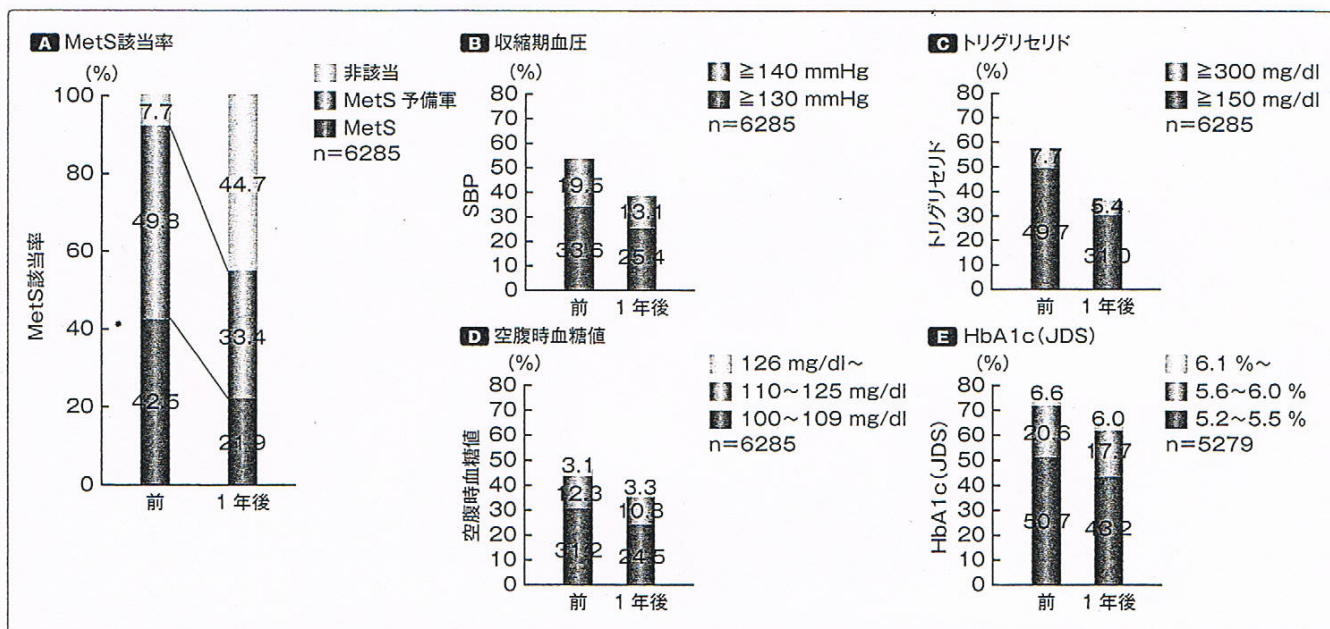 A MetS該当率
(%)
非該当
MetS 予備軍
MetS
n=6285
MetS該当率
100
80
60
40
20
0
7.7
49.8
42.5
44.7
33.4
21.9
前
1年後
B 収縮期血圧
(%)
≧140 mmHg
≧130 mmHg
n=6285
SBP
80
70
60
50
40
30
20
10
0
19.5
33.6
13.1
25.4
前
1年後
C トリグリセリド
(%)
≧300 mg/dl
≧150 mg/dl
n=6285
トリグリセリド
80
70
60
50
40
30
20
10
0
7.7
49.7
5.4
31.0
前
1年後
D 空腹時血糖値
(%)
126 mg/dl~
110~125 mg/dl
100~109 mg/dl
n=6285
空腹時血糖値
80
70
60
50
40
30
20
10
0
3.1
12.3
31.2
3.3
10.8
24.5
前
1年後
E HbA1c(JDS)
(%)
6.1 %~
5.6~6.0 %
5.2~5.5 %
n=5279
HbA1c(JDS)
80
70
60
50
40
30
20
10
0
6.6
20.6
50.7
6.0
17.7
43.2
前
1年後